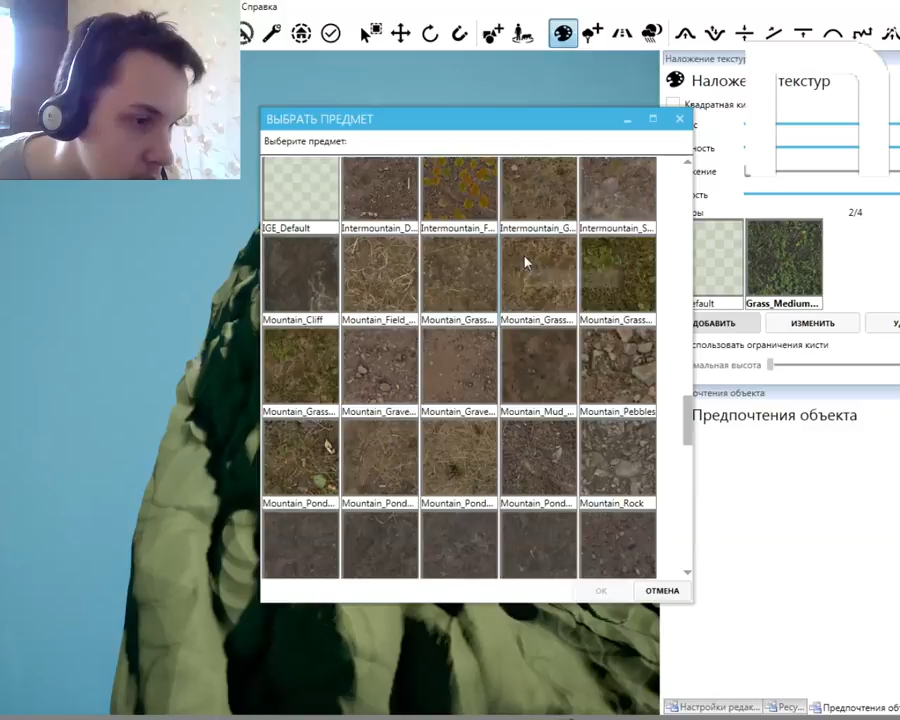 Справка
Наложение текстур
ВЫБРАТЬ ПРЕДМЕТ
Выберите предмет:
IGE_Default
Intermountain_D...
Intermountain_F...
Intermountain_G...
Intermountain_S...
Mountain_Cliff
Mountain_Field_...
Mountain_Grass...
Mountain_Grass...
Mountain_Grass...
Mountain_Grass...
Mountain_Grave...
Mountain_Grave...
Mountain_Mud_...
Mountain_Pebbles
Mountain_Pond...
Mountain_Pond...
Mountain_Pond...
Mountain_Pond...
Mountain_Rock
ОК
ОТМЕНА
Наложе текстур
Квадратная ки
ность
жение
ость
ры
2/4
efault
Grass_Medium...
ДОБАВИТЬ
ИЗМЕНИТЬ
У
спользовать ограничения кисти
мальная высота
почтения объекта
Предпочтения объекта
Настройки редак...
Ресу...
Предпочтения об